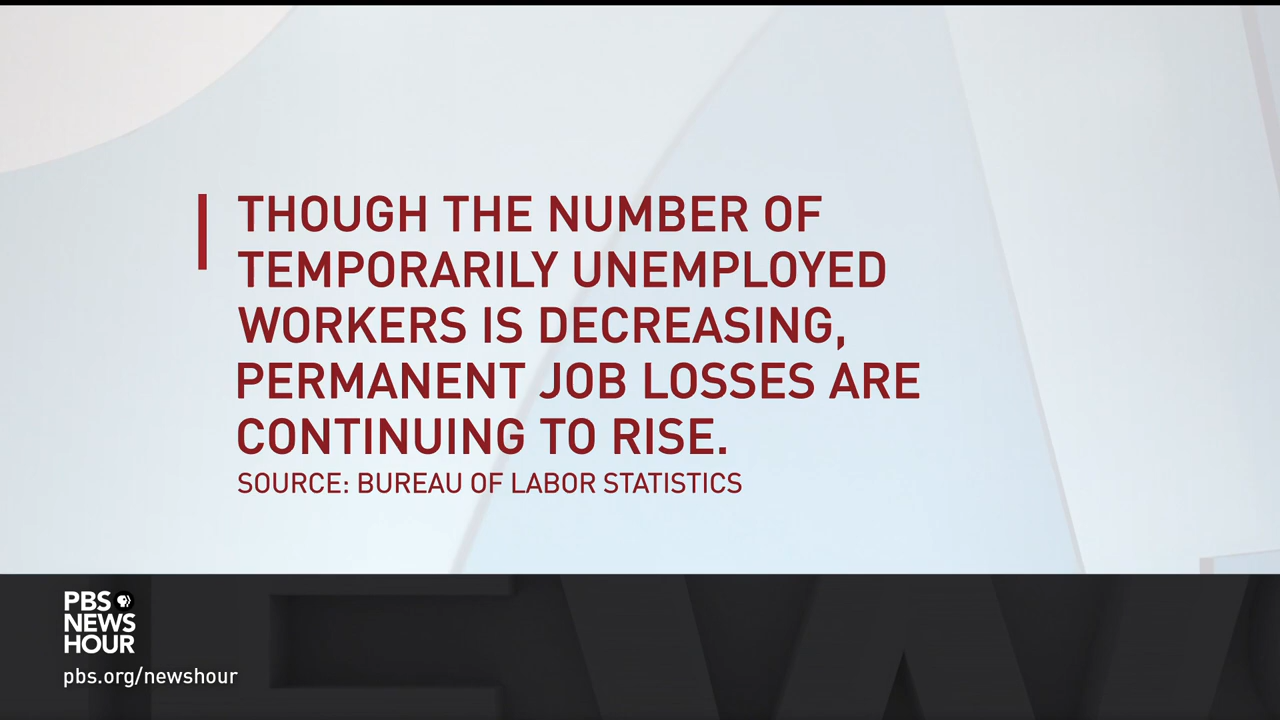 THOUGH THE NUMBER OF
TEMPORARILY UNEMPLOYED
WORKERS IS DECREASING,
PERMANENT JOB LOSSES ARE
CONTINUING TO RISE.
SOURCE: BUREAU OF LABOR STATISTICS
PBS
NEWS
HOUR
pbs.org/newshour